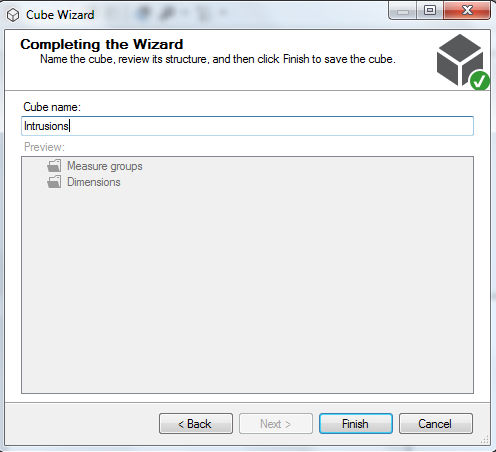 Cube Wizard
Completing the Wizard
Name the cube, review its structure, and then click Finish to save the cube.
Cube name:
Intrusions
Preview:
Measure groups
Dimensions
< Back
Next >
Finish
Cancel